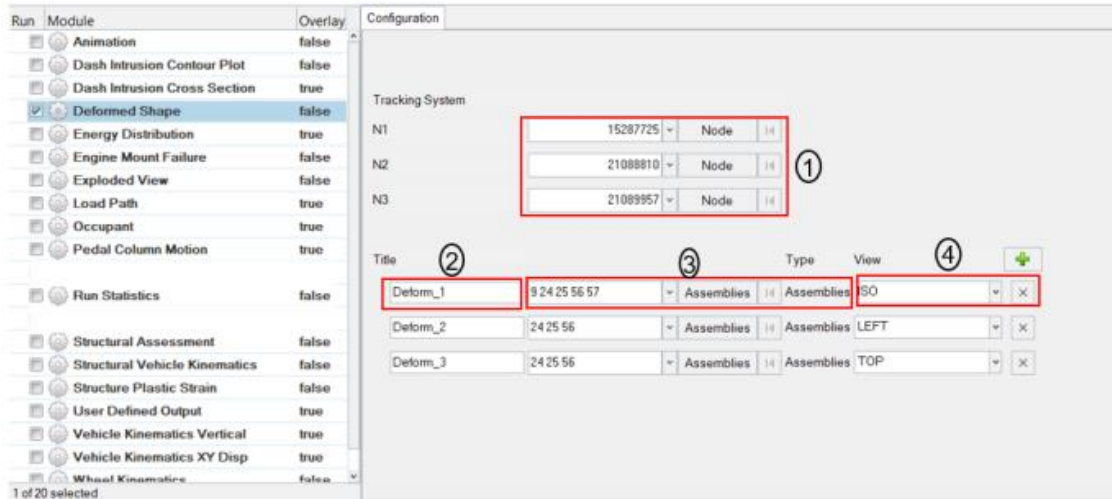 Run Module Overlay
Animation false
Dash Intrusion Contour Plot false
Dash Intrusion Cross Section true
Deformed Shape false
Energy Distribution true
Engine Mount Failure false
Exploded View false
Load Path true
Occupant true
Pedal Column Motion true
Run Statistics false
Structural Assessment false
Structural Vehicle Kinematics false
Structure Plastic Strain false
User Defined Output true
Vehicle Kinematics Vertical true
Vehicle Kinematics XY Disp true
Wheel Kinematics false
1 of 20 selected
Configuration
Tracking System
N1 15287725 Node
N2 21088810 Node
N3 21089957 Node
1
Title 2 3 Type View 4
Deform_1 9 24 25 56 57 Assemblies Assemblies ISO
Deform_2 24 25 56 Assemblies Assemblies LEFT
Deform_3 24 25 56 Assemblies Assemblies TOP